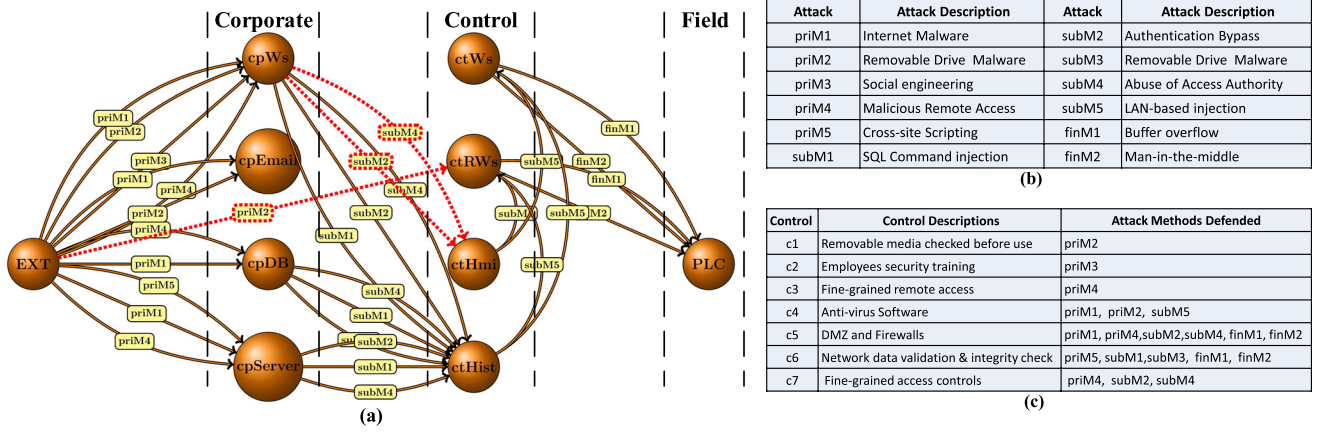 Corporate Control Field
cpWs ctWs
priM1
priM2
subM4
finM1
priM3
cpEmail
subM2
ctRWs
subM5 finM2
priM1
priM4
subM4
finM1
priM2
priM2
subM2
subM5
priM4
subM1
EXT
priM1
cpDB
ctHmi
subM5
PLC
priM5
subM4
priM1
subM1
priM4
subM2
cpServer
subM1
ctHist
subM4
(a)
Attack Attack Description Attack Attack Description
priM1 Internet Malware subM2 Authentication Bypass
priM2 Removable Drive Malware subM3 Removable Drive Malware
priM3 Social engineering subM4 Abuse of Access Authority
priM4 Malicious Remote Access subM5 LAN-based injection
priM5 Cross-site Scripting finM1 Buffer overflow
subM1 SQL Command injection finM2 Man-in-the-middle
(b)
Control Control Descriptions Attack Methods Defended
c1 Removable media checked before use priM2
c2 Employees security training priM3
c3 Fine-grained remote access priM4
c4 Anti-virus Software priM1, priM2, subM5
c5 DMZ and Firewalls priM1, priM4,subM2,subM4, finM1, finM2
c6 Network data validation & integrity check priM5, subM1,subM3, finM1, finM2
c7 Fine-grained access controls priM4, subM2, subM4
(c)